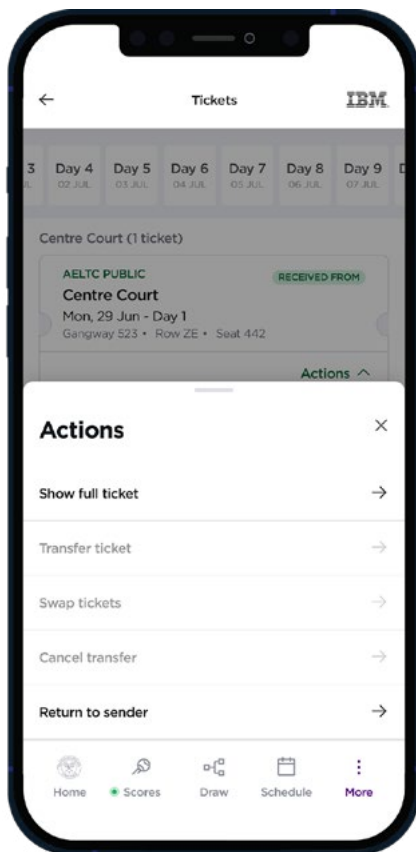 Tickets
IBM
3 Day 4 Day 5 Day 6 Day 7 Day 8 Day 9 D
02 JUL 03 JUL 04 JUL 05 JUL 06 JUL 07 JUL
Centre Court (1 ticket)
AELTC PUBLIC
RECEIVED FROM
Centre Court
Mon, 29 Jun - Day 1
Gangway 523 • Row ZE • Seat 442
Actions
Actions
Show full ticket
Transfer ticket
Swap tickets
Cancel transfer
Return to sender
Home Scores Draw Schedule More